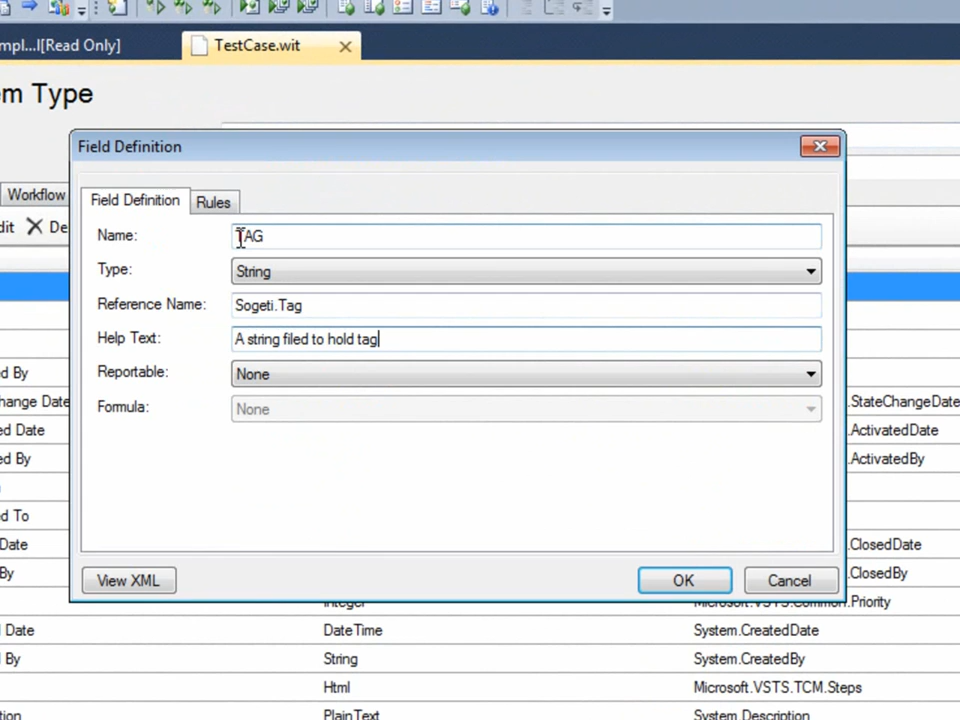 mpl...l[Read Only]
TestCase.wit
m Type
Field Definition
Workflow
Field Definition
Rules
dit
De
Name:
TAG
Type:
String
Reference Name:
Sogeti.Tag
Help Text:
A string filed to hold tag
d By
Reportable:
None
hange Date
.StateChangeDate
Formula:
None
ed Date
.ActivatedDate
ed By
.ActivatedBy
d To
Date
.ClosedDate
By
View XML
OK
Cancel
.ClosedBy
Integer
Microsoft.VSTS.Common.Priority
d Date
DateTime
System.CreatedDate
d By
String
System.CreatedBy
Html
Microsoft.VSTS.TCM.Steps
otion
PlainText
System.Description